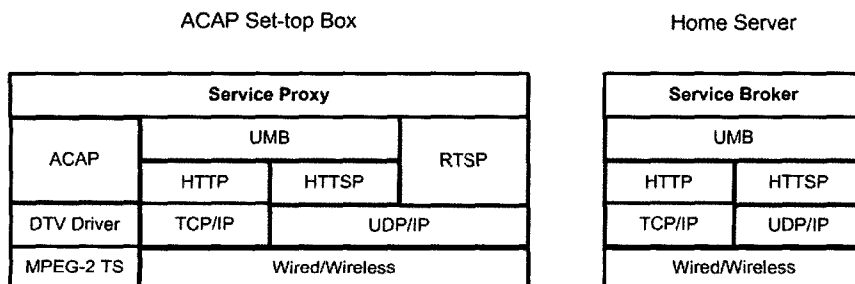 ACAP Set-top Box
Home Server
Service Proxy
Service Broker
ACAP
UMB
RTSP
UMB
HTTP
HTTSP
HTTP
HTTSP
DTV Driver
TCP/IP
UDP/IP
TCP/IP
UDP/IP
MPEG-2 TS
Wired/Wireless
Wired/Wireless